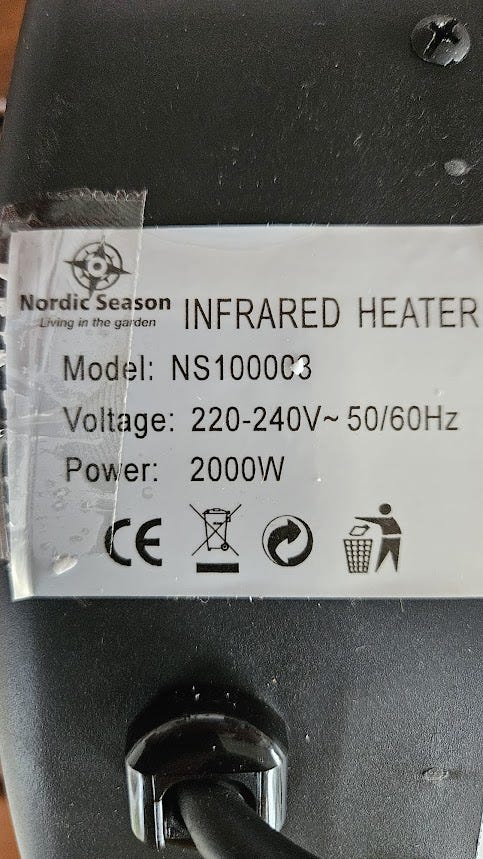 Nordic Season
Living in the garden
INFRARED HEATER
Model: NS100003
Voltage: 220-240V~ 50/60Hz
Power: 2000W
CE